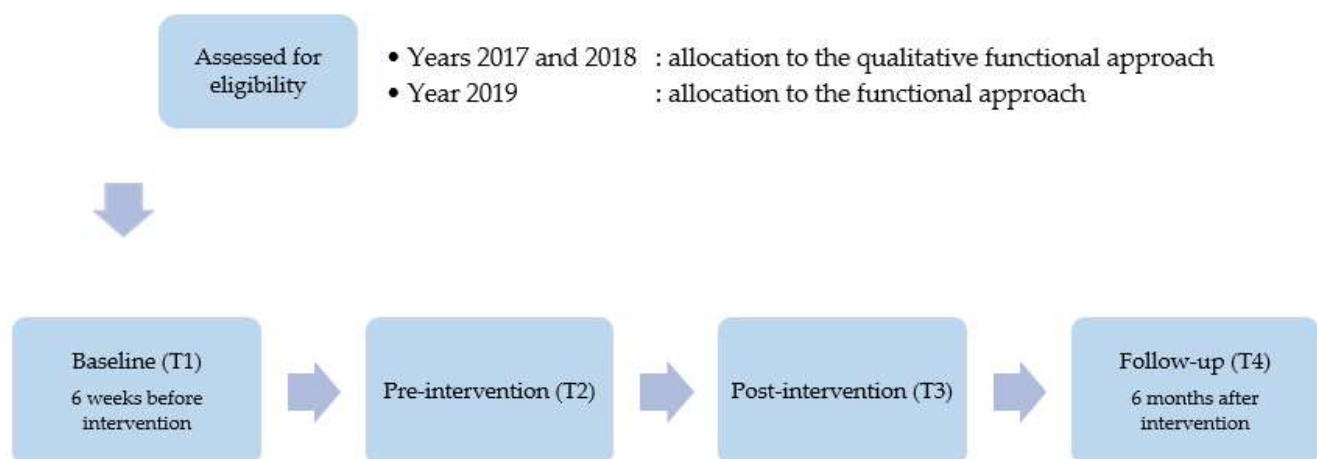 Assessed for
eligibility
• Years 2017 and 2018 : allocation to the qualitative functional approach
• Year 2019 : allocation to the functional approach
Baseline (T1)
6 weeks before
intervention
Pre-intervention (T2)
Post-intervention (T3)
Follow-up (T4)
6 months after
intervention